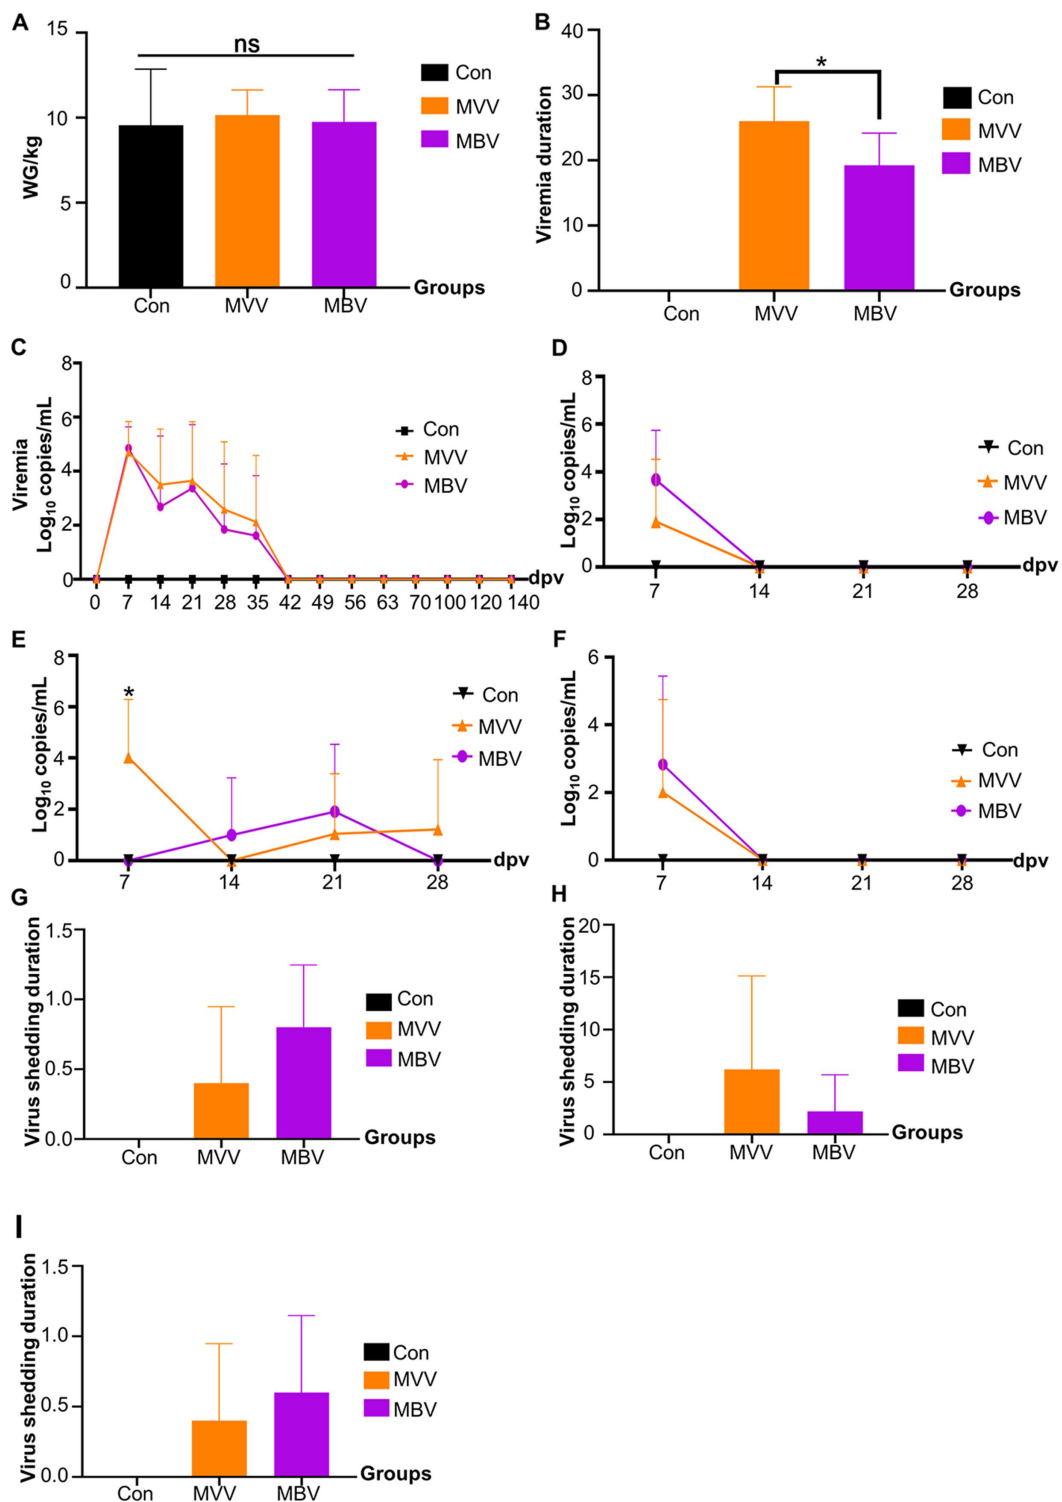 A
15
10
5
0
WG/kg
ns
Con
MVV
MBV
Con
MVV
MBV
Groups
B
40
30
20
10
0
Viremia duration
*
Con
MVV
MBV
Con
MVV
MBV
Groups
C
8
6
4
2
0
Viremia
Log10 copies/mL
Con
MVV
MBV
0 7 14 21 28 35 42 49 56 63 70 100 120 140
dpv
D
8
6
4
2
0
Log10 copies/mL
Con
MVV
MBV
7 14 21 28
dpv
E
8
6
4
2
0
Log10 copies/mL
*
Con
MVV
MBV
7 14 21 28
dpv
F
6
4
2
0
Log10 copies/mL
Con
MVV
MBV
7 14 21 28
dpv
G
1.5
1.0
0.5
0.0
Virus shedding duration
Con
MVV
MBV
Con
MVV
MBV
Groups
H
20
15
10
5
0
Virus shedding duration
Con
MVV
MBV
Con
MVV
MBV
Groups
I
1.5
1.0
0.5
0.0
Virus shedding duration
Con
MVV
MBV
Con
MVV
MBV
Groups